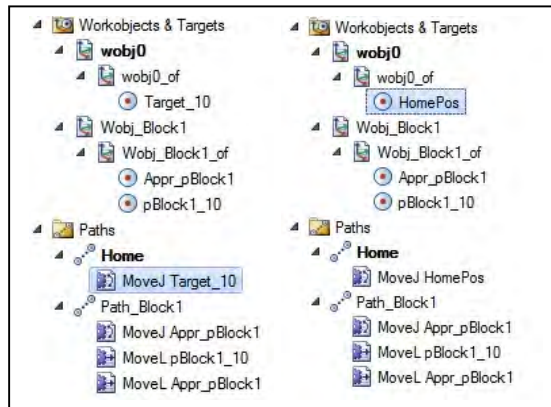 Workobjects & Targets
wobj0
wobj0_of
Target_10
Wobj_Block1
Wobj_Block1_of
Appr_pBlock1
pBlock1_10
Paths
Home
MoveJ Target_10
Path_Block1
MoveJ Appr_pBlock1
MoveL pBlock1_10
MoveL Appr_pBlock1
Workobjects & Targets
wobj0
wobj0_of
HomePos
Wobj_Block1
Wobj_Block1_of
Appr_pBlock1
pBlock1_10
Paths
Home
MoveJ HomePos
Path_Block1
MoveJ Appr_pBlock1
MoveL pBlock1_10
MoveL Appr_pBlock1